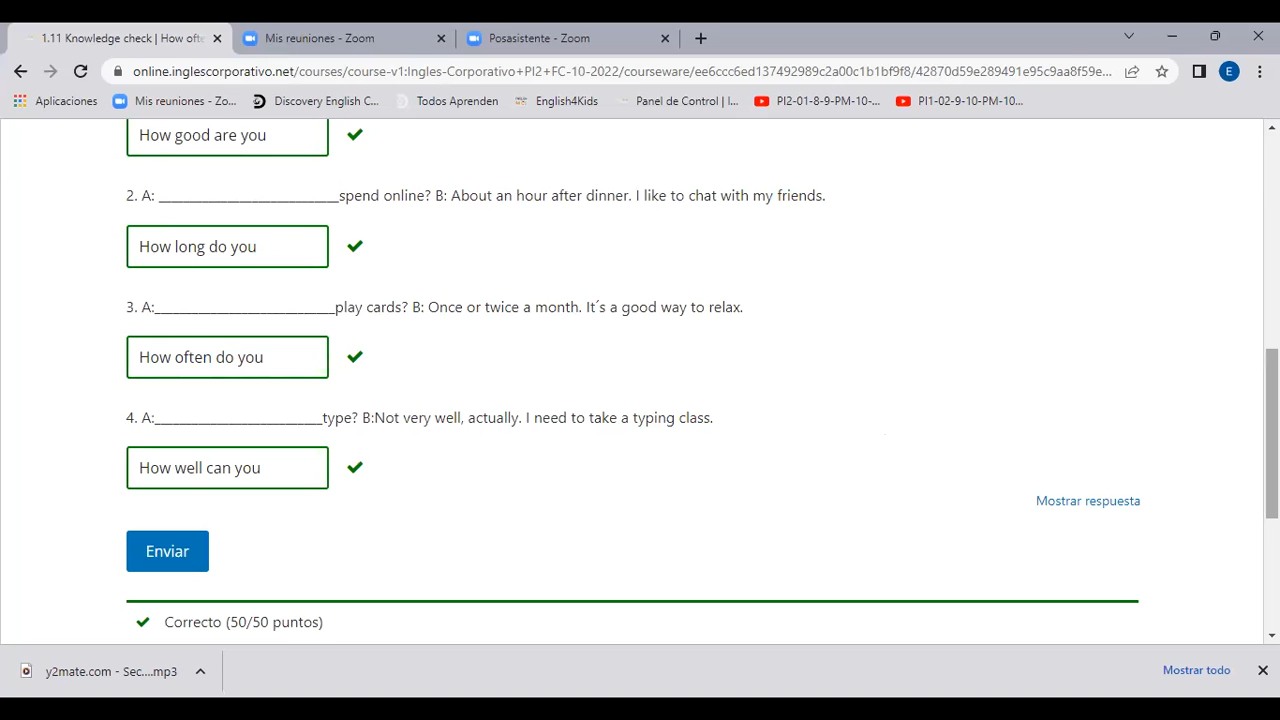 1.11 Knowledge check | How ofte
Mis reuniones - Zoom
Posasistente - Zoom
online.inglescorporativo.net/courses/course-v1:Ingles-Corporativo+PI2+FC-10-2022/courseware/ee6ccc6ed137492989c2a00c1b1bf9f8/42870d59e289491e95c9aa8f59e...
E
Aplicaciones
Mis reuniones - Zo...
Discovery English C...
Todos Aprenden
English4Kids
Panel de Control | I...
PI2-01-8-9-PM-10-...
PI1-02-9-10-PM-10...
How good are you
2. A: _________________________spend online? B: About an hour after dinner. I like to chat with my friends.
How long do you
3. A:_________________________play cards? B: Once or twice a month. It´s a good way to relax.
How often do you
4. A:_______________________type? B:Not very well, actually. I need to take a typing class.
How well can you
Mostrar respuesta
Enviar
Correcto (50/50 puntos)
y2mate.com - Sec....mp3
Mostrar todo